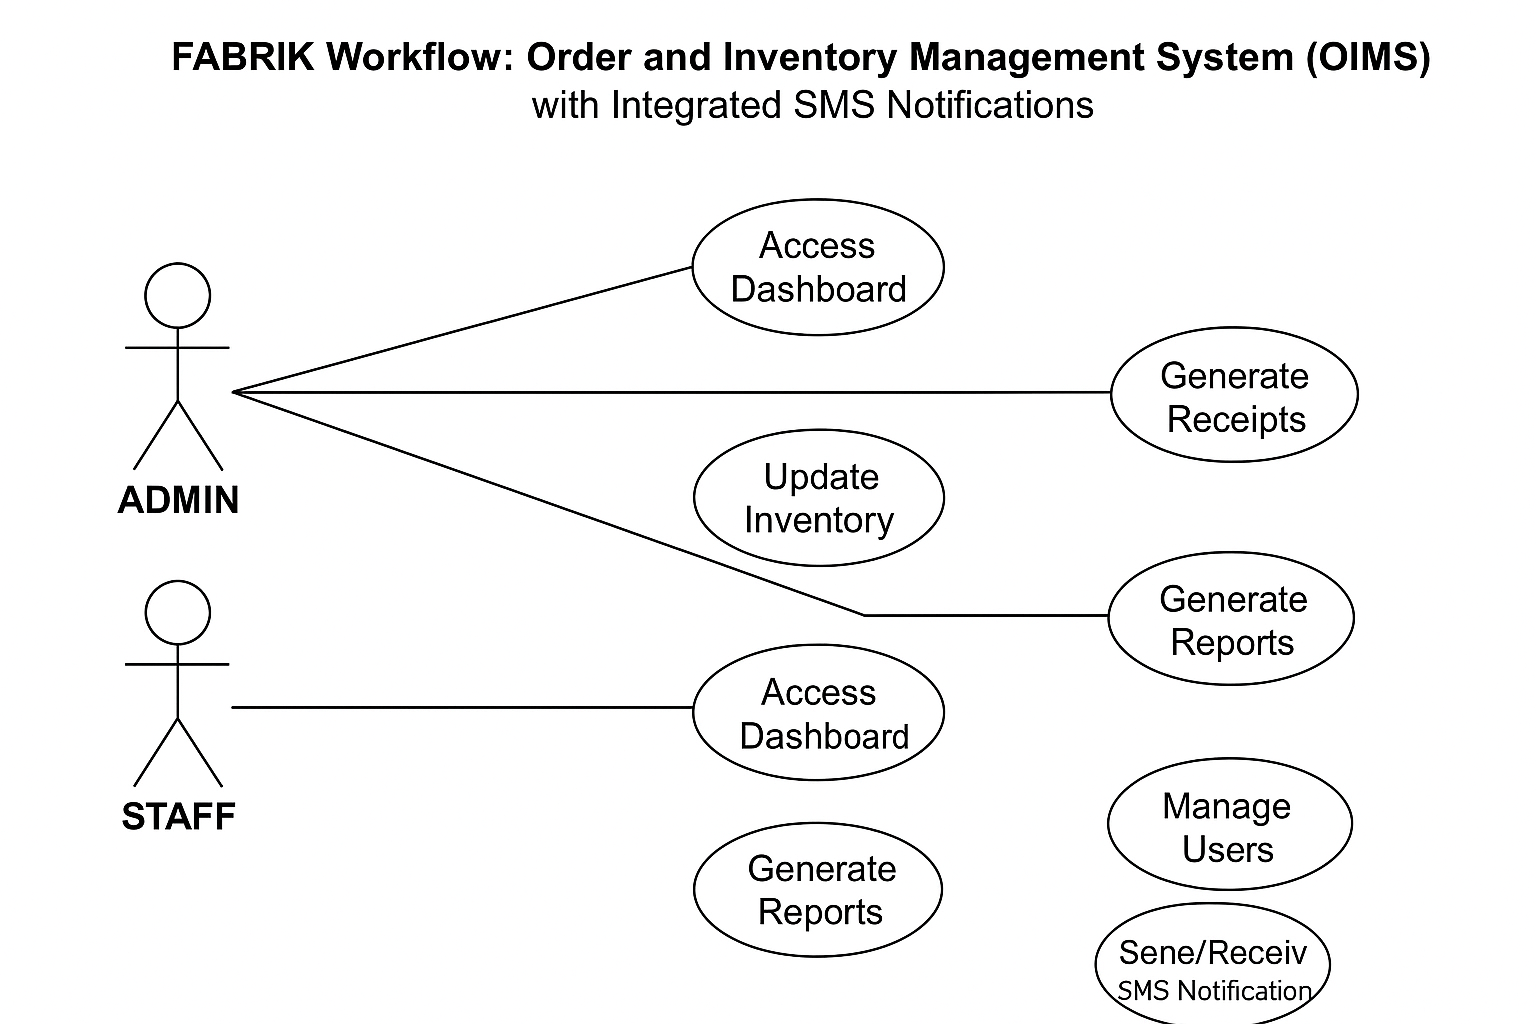 FABRIK Workflow: Order and Inventory Management System (OIMS)
with Integrated SMS Notifications
Access
Dashboard
Generate
Receipts
ADMIN
Update
Inventory
Generate
Reports
Access
Dashboard
STAFF
Manage
Users
Generate
Reports
Sene/Receiv
SMS Notification